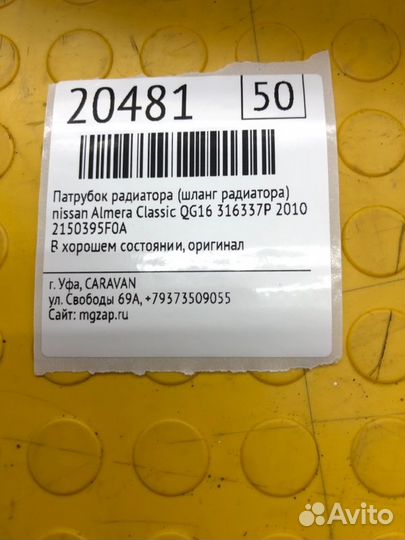 20481
50
Патрубок радиатора (шланг радиатора)
nissan Almera Classic QG16 316337P 2010
2150395F0A
В хорошем состоянии, оригинал
г. Уфа, CARAVAN
ул. Свободы 69А, +79373509055
Сайт: mgzap.ru
Avito